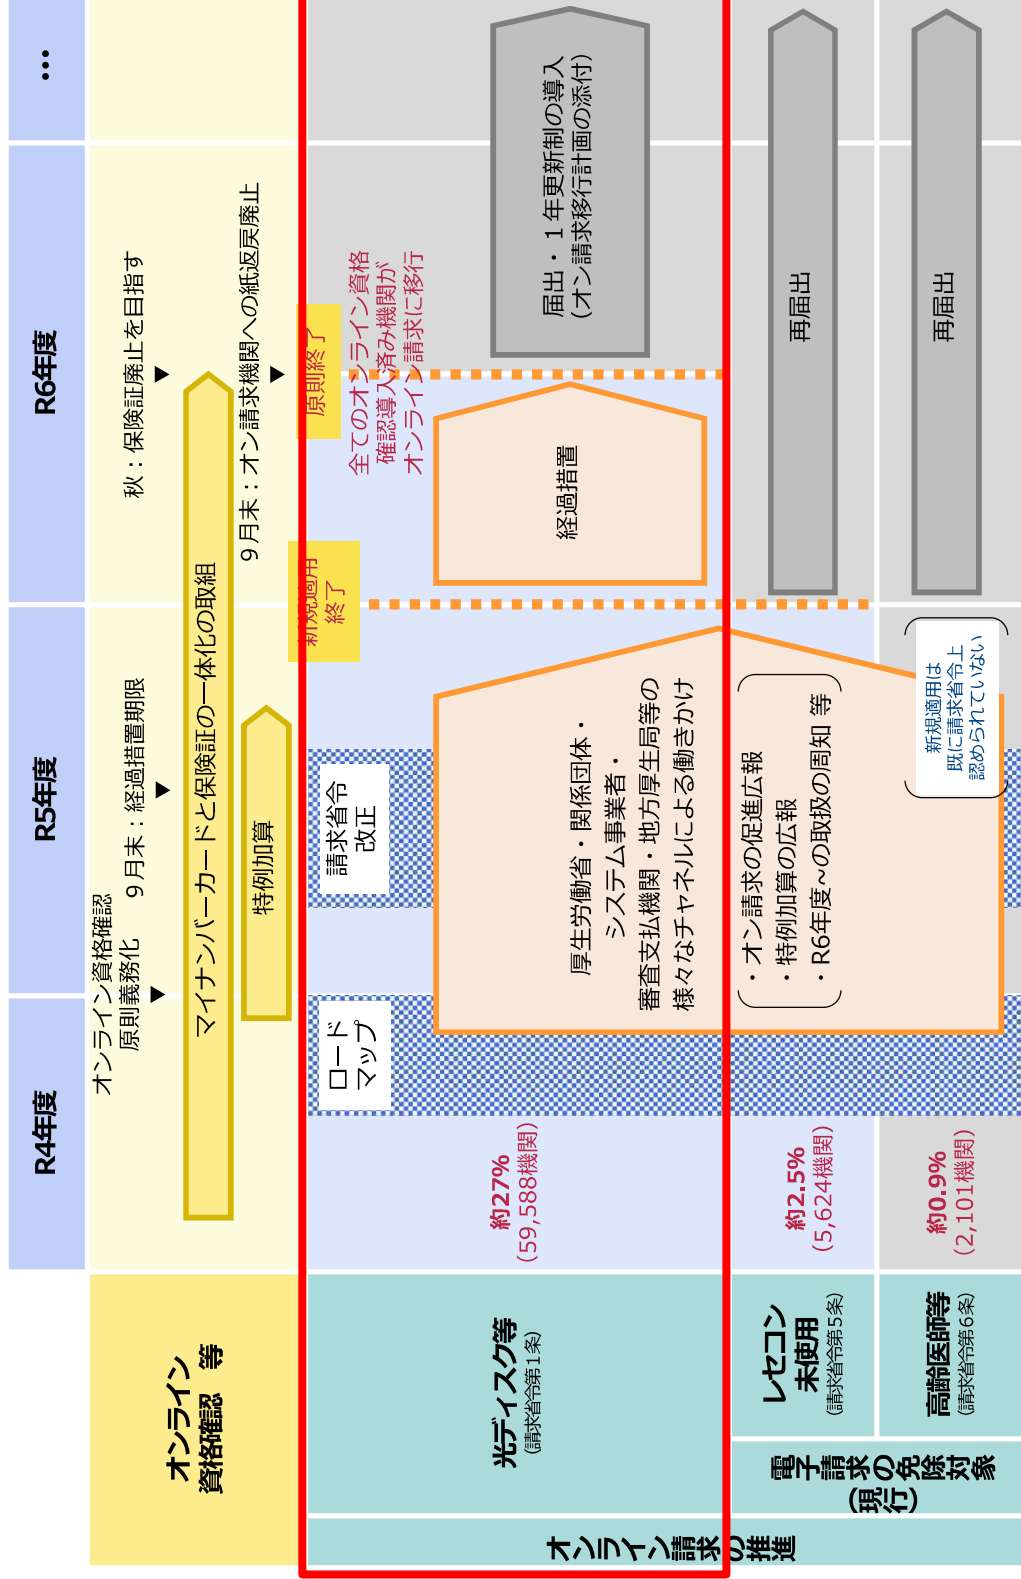 R4年度
R5年度
R6年度
…
オンライン
資格確認　等
オンライン資格確認
原則義務化
９月末：経過措置期限
秋：保険証廃止を目指す
マイナンバーカードと保険証の一体化の取組
特例加算
９月末：オン請求機関への紙返戻廃止
オンライン請求の推進
光ディスク等
（請求省令第１条）
約27%
（59,588機関）
ロード
マップ
請求省令
改正
新規適用
終了
原則終了
全てのオンライン資格
確認導入済み機関が
オンライン請求に移行
厚生労働省・関係団体・
システム事業者・
審査支払機関・地方厚生局等の
様々なチャネルによる働きかけ
・オン請求の促進広報
・特例加算の広報
・R6年度～の取扱の周知 等
経過措置
届出・１年更新制の導入
（オン請求移行計画の添付）
電子請求の免除対象
（現行）
レセコン
未使用
（請求省令第５条）
約2.5%
（5,624機関）
再届出
高齢医師等
（請求省令第６条）
約0.9%
（2,101機関）
新規適用は
既に請求省令上
認められていない
再届出